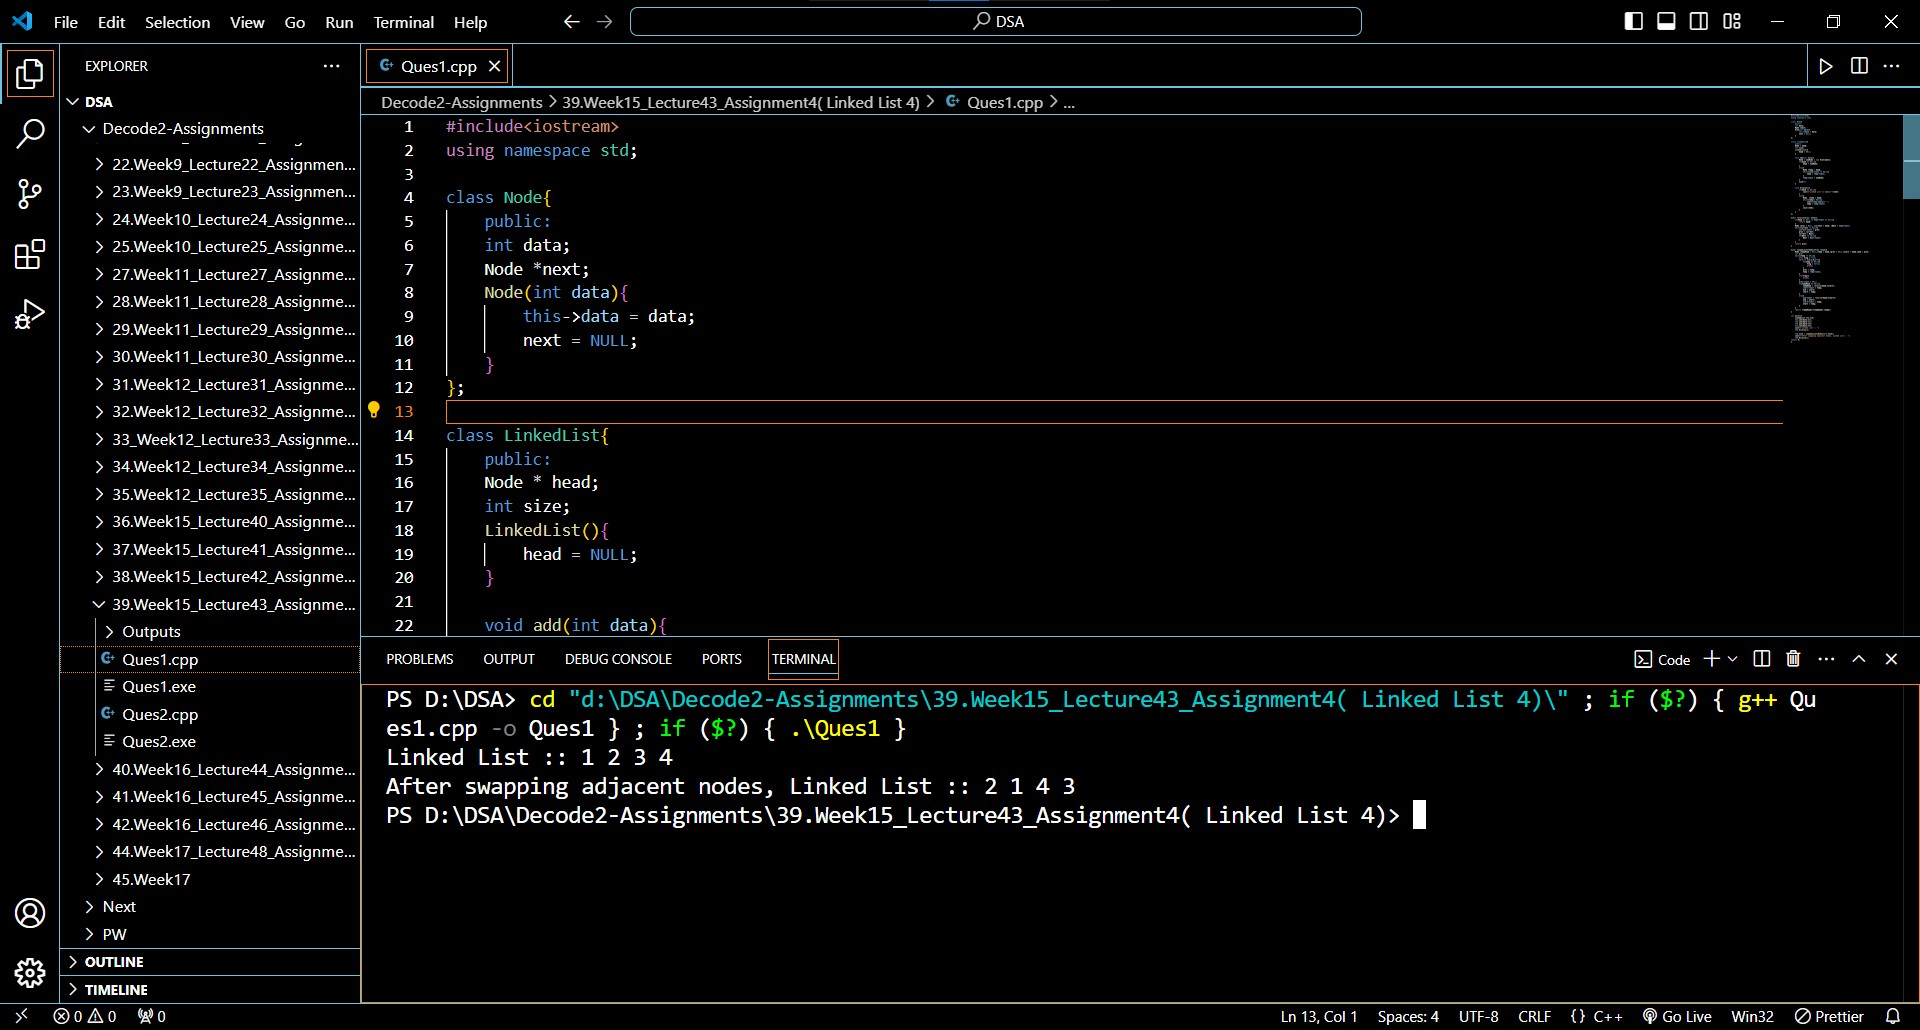 File Edit Selection View Go Run Terminal Help
DSA
EXPLORER
DSA
Decode2-Assignments
22.Week9_Lecture22_Assignmen...
23.Week9_Lecture23_Assignmen...
24.Week10_Lecture24_Assignme...
25.Week10_Lecture25_Assignme...
27.Week11_Lecture27_Assignme...
28.Week11_Lecture28_Assignme...
29.Week11_Lecture29_Assignme...
30.Week11_Lecture30_Assignme...
31.Week12_Lecture31_Assignme...
32.Week12_Lecture32_Assignme...
33_Week12_Lecture33_Assignme...
34.Week12_Lecture34_Assignme...
35.Week12_Lecture35_Assignme...
36.Week15_Lecture40_Assignme...
37.Week15_Lecture41_Assignme...
38.Week15_Lecture42_Assignme...
39.Week15_Lecture43_Assignme...
Outputs
Ques1.cpp
Ques1.exe
Ques2.cpp
Ques2.exe
40.Week16_Lecture44_Assignme...
41.Week16_Lecture45_Assignme...
42.Week16_Lecture46_Assignme...
44.Week17_Lecture48_Assignme...
45.Week17
Next
PW
OUTLINE
TIMELINE
Ques1.cpp
Decode2-Assignments > 39.Week15_Lecture43_Assignment4( Linked List 4) > Ques1.cpp > ...
1 #include<iostream>
2 using namespace std;
3
4 class Node{
5 public:
6 int data;
7 Node *next;
8 Node(int data){
9 this->data = data;
10 next = NULL;
11 }
12 };
13
14 class LinkedList{
15 public:
16 Node * head;
17 int size;
18 LinkedList(){
19 head = NULL;
20 }
21
22 void add(int data){
PROBLEMS OUTPUT DEBUG CONSOLE PORTS TERMINAL
Code
PS D:\DSA> cd "d:\DSA\Decode2-Assignments\39.Week15_Lecture43_Assignment4( Linked List 4)\" ; if ($?) { g++ Qu
es1.cpp -o Ques1 } ; if ($?) { .\Ques1 }
Linked List :: 1 2 3 4
After swapping adjacent nodes, Linked List :: 2 1 4 3
PS D:\DSA\Decode2-Assignments\39.Week15_Lecture43_Assignment4( Linked List 4)>
0 0 0
Ln 13, Col 1 Spaces: 4 UTF-8 CRLF {} C++ Go Live Win32 Prettier